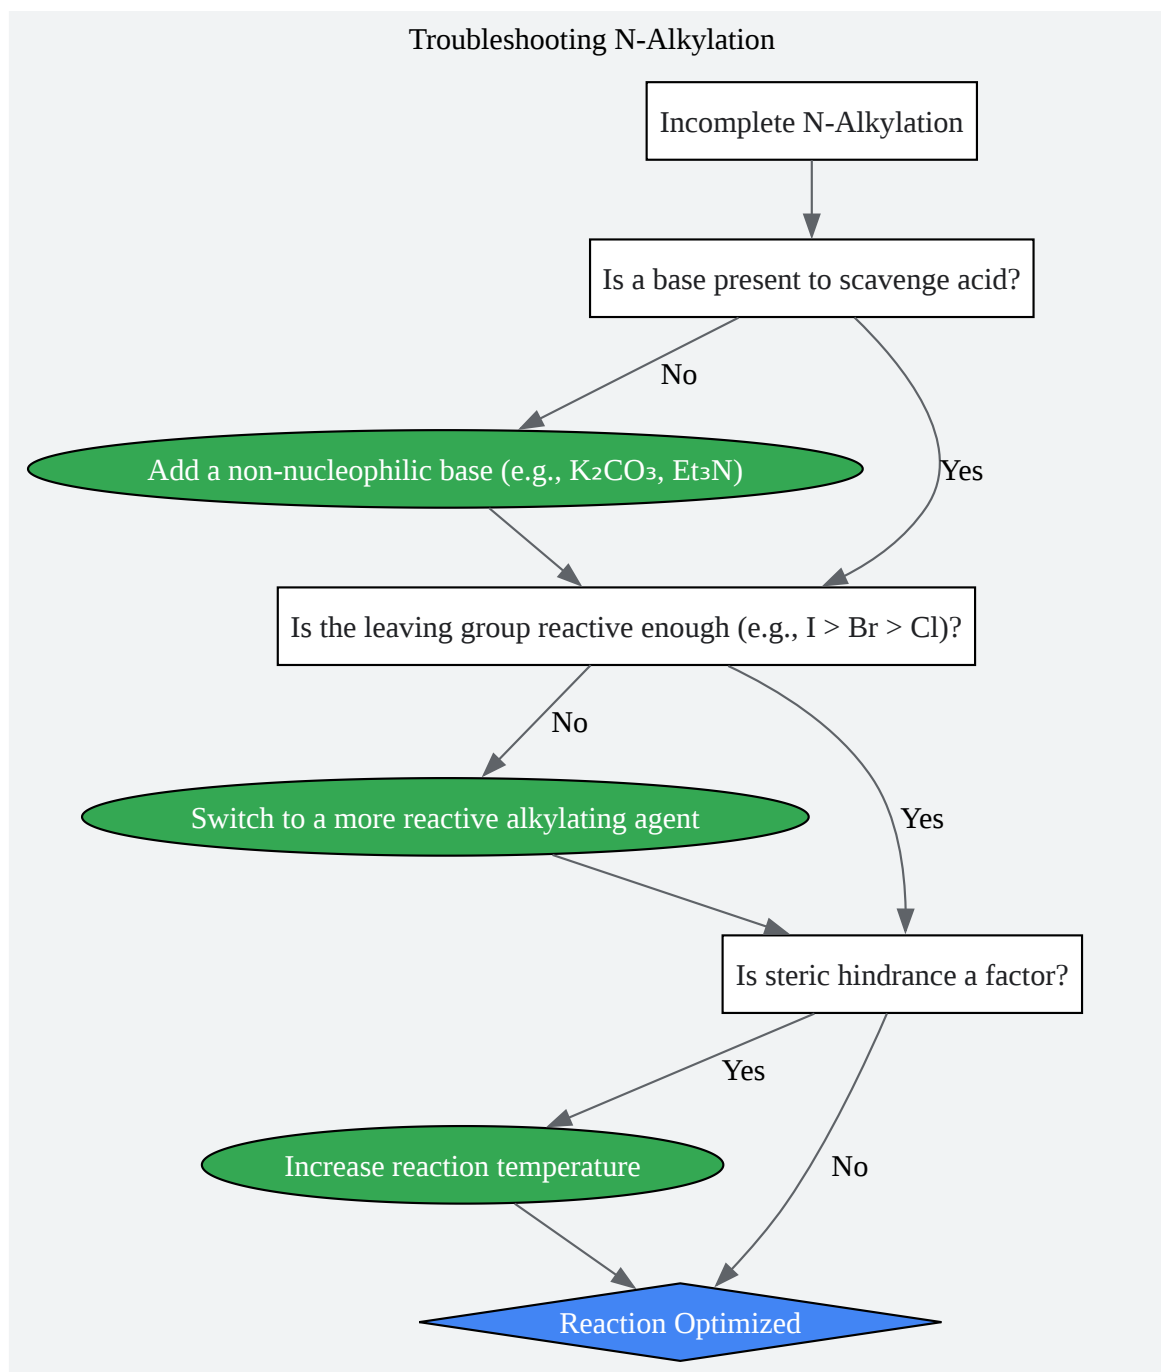 Troubleshooting N-Alkylation
Incomplete N-Alkylation
Is a base present to scavenge acid?
No
Add a non-nucleophilic base (e.g., K₂CO₃, Et₃N)
Yes
Is the leaving group reactive enough (e.g., I > Br > Cl)?
No
Switch to a more reactive alkylating agent
Yes
Is steric hindrance a factor?
Yes
Increase reaction temperature
No
Reaction Optimized